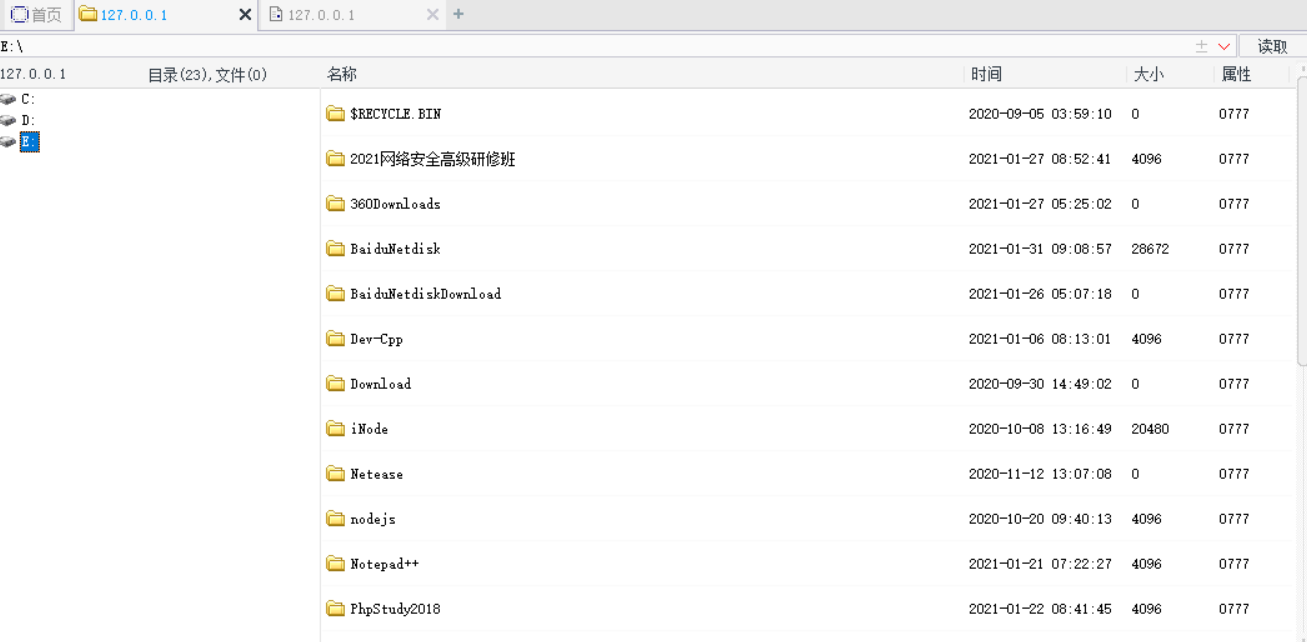 首页 127.0.0.1 127.0.0.1
E:\ 读取
127.0.0.1 目录(23),文件(0) 名称 时间 大小 属性
C:
D:
E:
$RECYCLE.BIN 2020-09-05 03:59:10 0 0777
2021网络安全高级研修班 2021-01-27 08:52:41 4096 0777
360Downloads 2021-01-27 05:25:02 0 0777
BaiduNetdisk 2021-01-31 09:08:57 28672 0777
BaiduNetdiskDownload 2021-01-26 05:07:18 0 0777
Dev-Cpp 2021-01-06 08:13:01 4096 0777
Download 2020-09-30 14:49:02 0 0777
iNode 2020-10-08 13:16:49 20480 0777
Netease 2020-11-12 13:07:08 0 0777
nodejs 2020-10-20 09:40:13 4096 0777
Notepad++ 2021-01-21 07:22:27 4096 0777
PhpStudy2018 2021-01-22 08:41:45 4096 0777